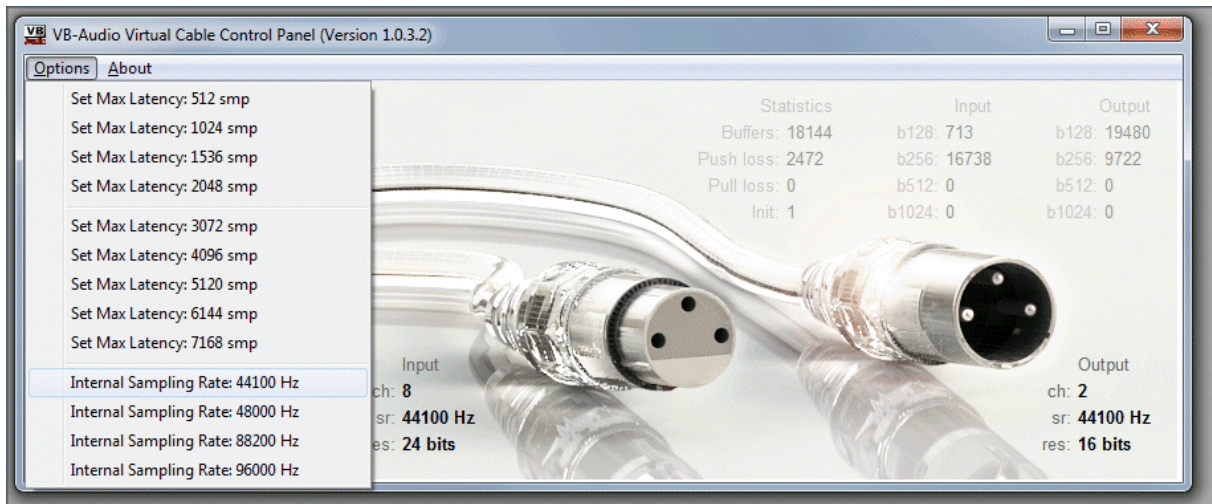 VB-Audio Virtual Cable Control Panel (Version 1.0.3.2)
Options About
Set Max Latency: 512 smp
Set Max Latency: 1024 smp
Set Max Latency: 1536 smp
Set Max Latency: 2048 smp
Set Max Latency: 3072 smp
Set Max Latency: 4096 smp
Set Max Latency: 5120 smp
Set Max Latency: 6144 smp
Set Max Latency: 7168 smp
Internal Sampling Rate: 44100 Hz
Internal Sampling Rate: 48000 Hz
Internal Sampling Rate: 88200 Hz
Internal Sampling Rate: 96000 Hz
Statistics Input Output
Buffers: 18144 b128: 713 b128: 19480
Push loss: 2472 b256: 16738 b256: 9722
Pull loss: 0 b512: 0 b512: 0
Init: 1 b1024: 0 b1024: 0
Input
ch: 8
sr: 44100 Hz
es: 24 bits
Output
ch: 2
sr: 44100 Hz
res: 16 bits